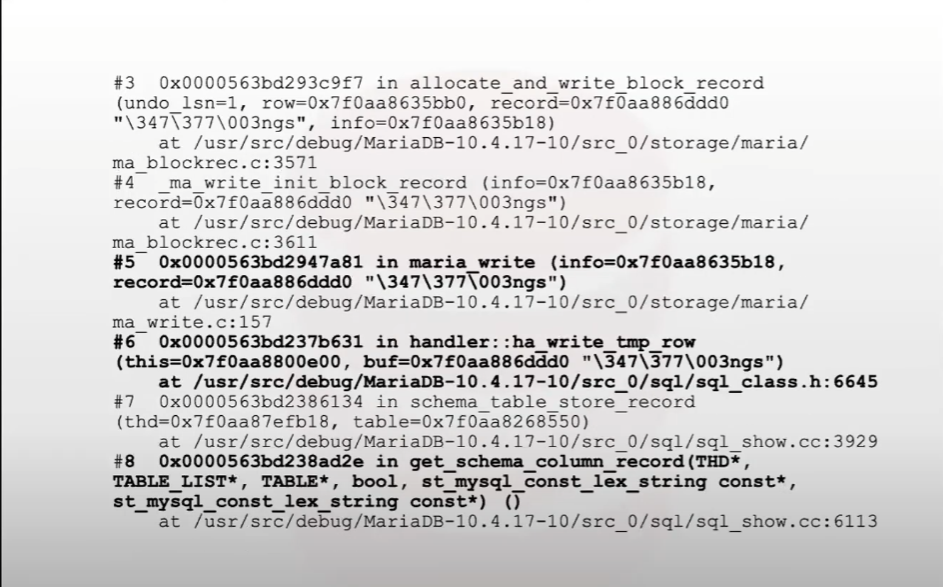 #3  0x0000563bd293c9f7 in allocate_and_write_block_record
(undo_lsn=1, row=0x7f0aa8635bb0, record=0x7f0aa886ddd0
"\347\377\003ngs", info=0x7f0aa8635b18)
    at /usr/src/debug/MariaDB-10.4.17-10/src_0/storage/maria/
ma_blockrec.c:3571
#4  _ma_write_init_block_record (info=0x7f0aa8635b18,
record=0x7f0aa886ddd0 "\347\377\003ngs")
    at /usr/src/debug/MariaDB-10.4.17-10/src_0/storage/maria/
ma_blockrec.c:3611
#5  0x0000563bd2947a81 in maria_write (info=0x7f0aa8635b18,
record=0x7f0aa886ddd0 "\347\377\003ngs")
    at /usr/src/debug/MariaDB-10.4.17-10/src_0/storage/maria/
ma_write.c:157
#6  0x0000563bd237b631 in handler::ha_write_tmp_row
(this=0x7f0aa8800e00, buf=0x7f0aa886ddd0 "\347\377\003ngs")
    at /usr/src/debug/MariaDB-10.4.17-10/src_0/sql/sql_class.h:6645
#7  0x0000563bd2386134 in schema_table_store_record
(thd=0x7f0aa87efb18, table=0x7f0aa8268550)
    at /usr/src/debug/MariaDB-10.4.17-10/src_0/sql/sql_show.cc:3929
#8  0x0000563bd238ad2e in get_schema_column_record(THD*,
TABLE_LIST*, TABLE*, bool, st_mysql_const_lex_string const*,
st_mysql_const_lex_string const*) ()
    at /usr/src/debug/MariaDB-10.4.17-10/src_0/sql/sql_show.cc:6113